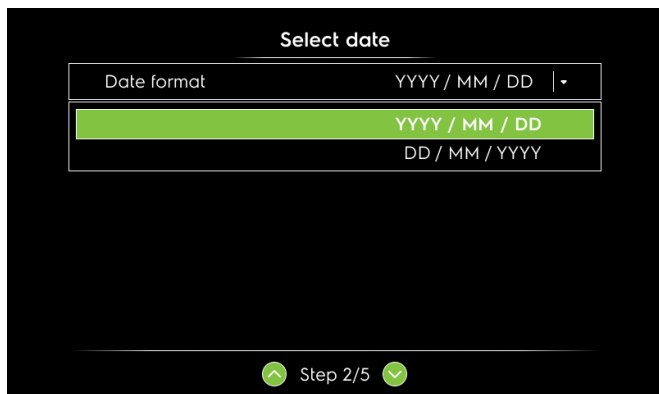 Select date
Date format YYYY / MM / DD
YYYY / MM / DD
DD / MM / YYYY
Step 2/5